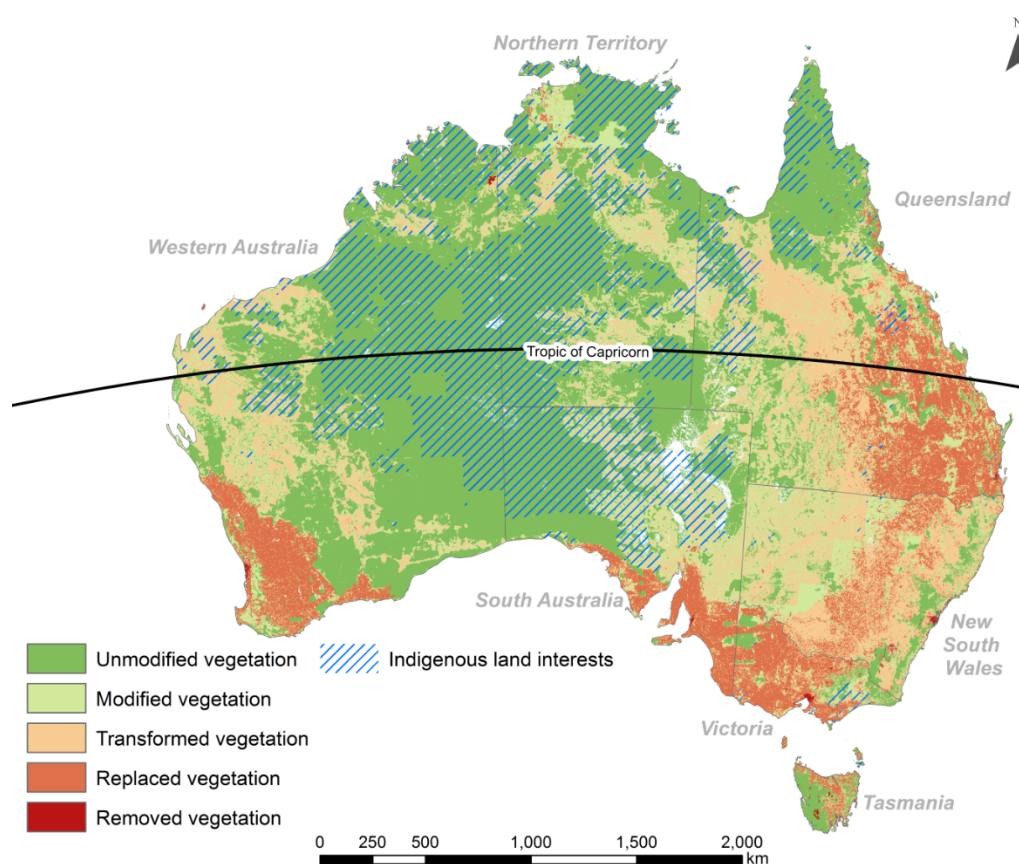 N
Northern Territory
Queensland
Western Australia
Tropic of Capricorn
South Australia
New
South
Wales
Victoria
Tasmania
Unmodified vegetation
Modified vegetation
Transformed vegetation
Replaced vegetation
Removed vegetation
Indigenous land interests
0 250 500 1,000 1,500 2,000
km